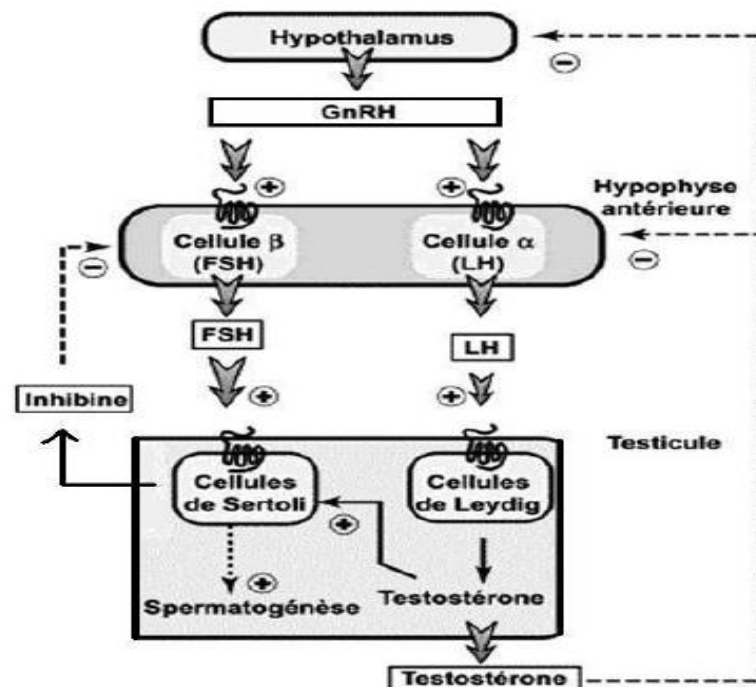 Hypothalamus
GnRH
Hypophyse
antérieure
Cellule β
(FSH)
Cellule α
(LH)
FSH
LH
Inhibine
Testicule
Cellules
de Sertoli
Cellules
de Leydig
Spermatogénèse
Testostérone
Testostérone